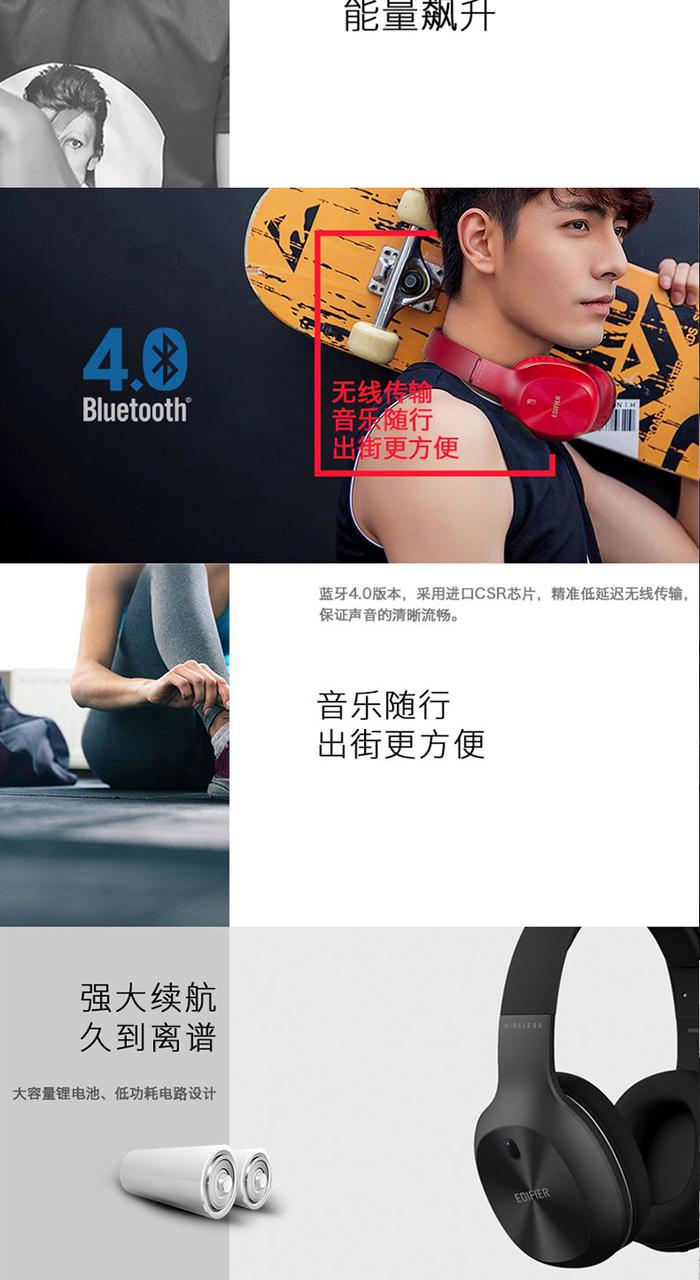 能量飙升
4.0
Bluetooth®
无线传输
音乐随行
出街更方便
EDIFIER
蓝牙4.0版本，采用进口CSR芯片，精准低延迟无线传输，
保证声音的清晰流畅。
音乐随行
出街更方便
强大续航
久到离谱
大容量锂电池、低功耗电路设计
WIRELESS
EDIFIER